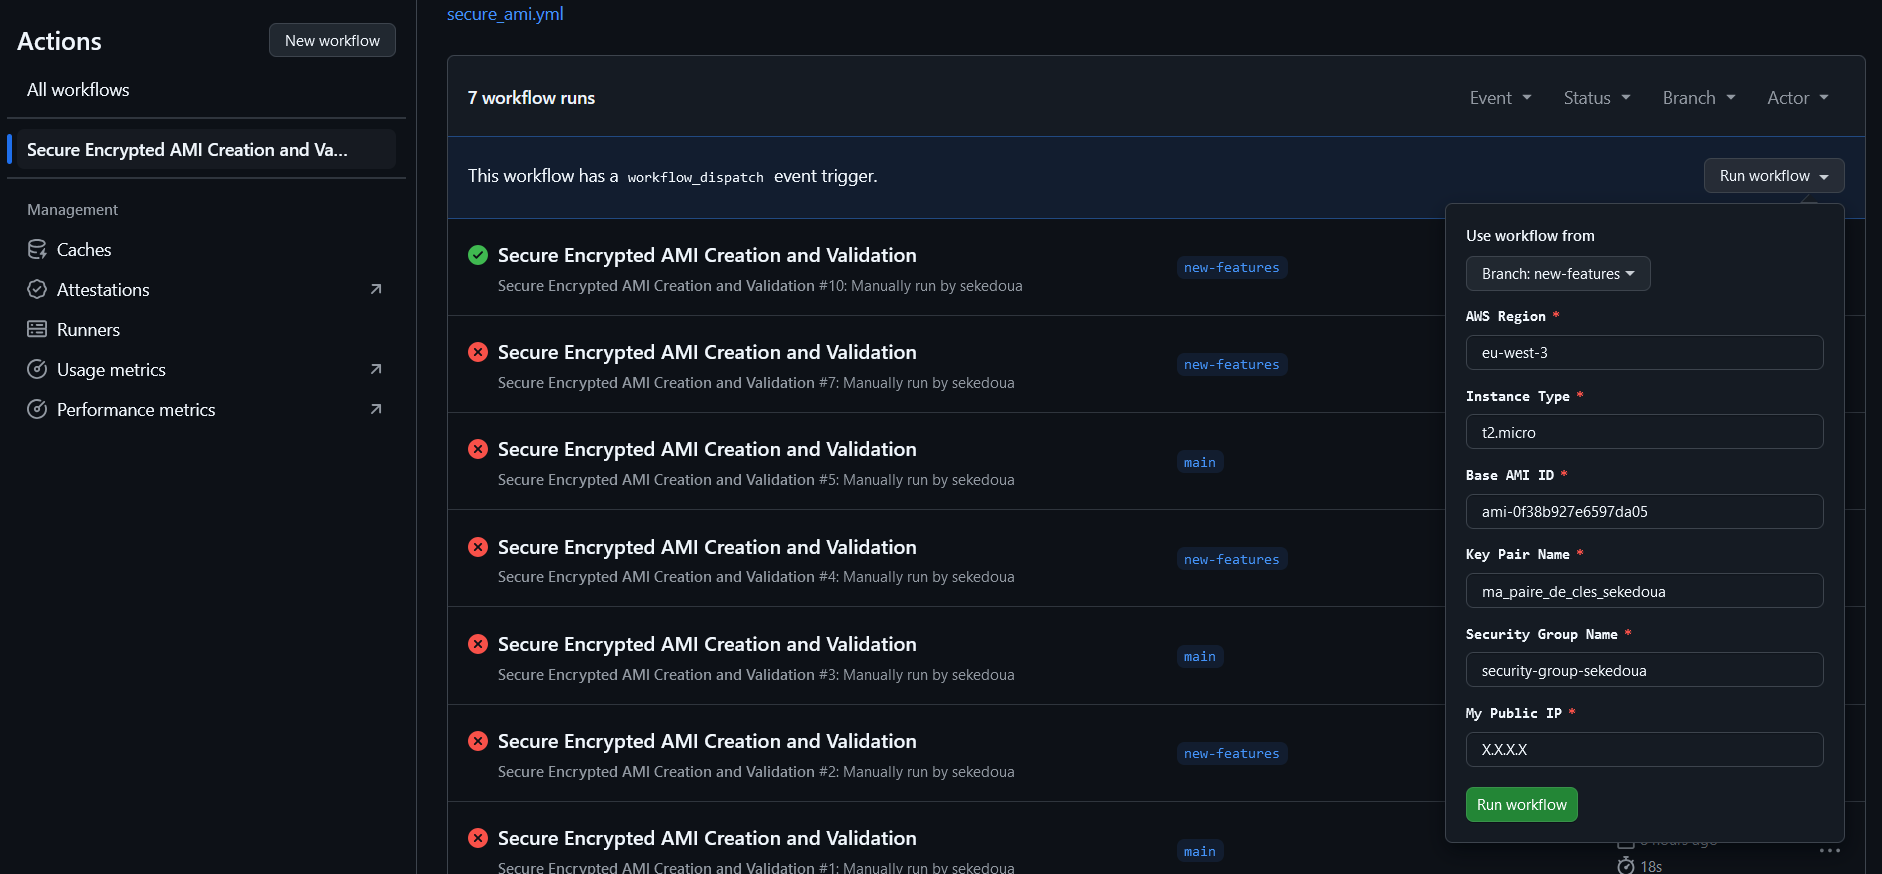 Actions
New workflow
All workflows
Secure Encrypted AMI Creation and Va...
Management
Caches
Attestations
Runners
Usage metrics
Performance metrics
secure_ami.yml
7 workflow runs
Event
Status
Branch
Actor
This workflow has a workflow_dispatch event trigger.
Run workflow
Secure Encrypted AMI Creation and Validation
Secure Encrypted AMI Creation and Validation #10: Manually run by sekedoua
new-features
Secure Encrypted AMI Creation and Validation
Secure Encrypted AMI Creation and Validation #7: Manually run by sekedoua
new-features
Secure Encrypted AMI Creation and Validation
Secure Encrypted AMI Creation and Validation #5: Manually run by sekedoua
main
Secure Encrypted AMI Creation and Validation
Secure Encrypted AMI Creation and Validation #4: Manually run by sekedoua
new-features
Secure Encrypted AMI Creation and Validation
Secure Encrypted AMI Creation and Validation #3: Manually run by sekedoua
main
Secure Encrypted AMI Creation and Validation
Secure Encrypted AMI Creation and Validation #2: Manually run by sekedoua
new-features
Secure Encrypted AMI Creation and Validation
Secure Encrypted AMI Creation and Validation #1: Manually run by sekedoua
main
18s
Use workflow from
Branch: new-features
AWS Region *
eu-west-3
Instance Type *
t2.micro
Base AMI ID *
ami-0f38b927e6597da05
Key Pair Name *
ma_paire_de_cles_sekedoua
Security Group Name *
security-group-sekedoua
My Public IP *
X.X.X.X
Run workflow